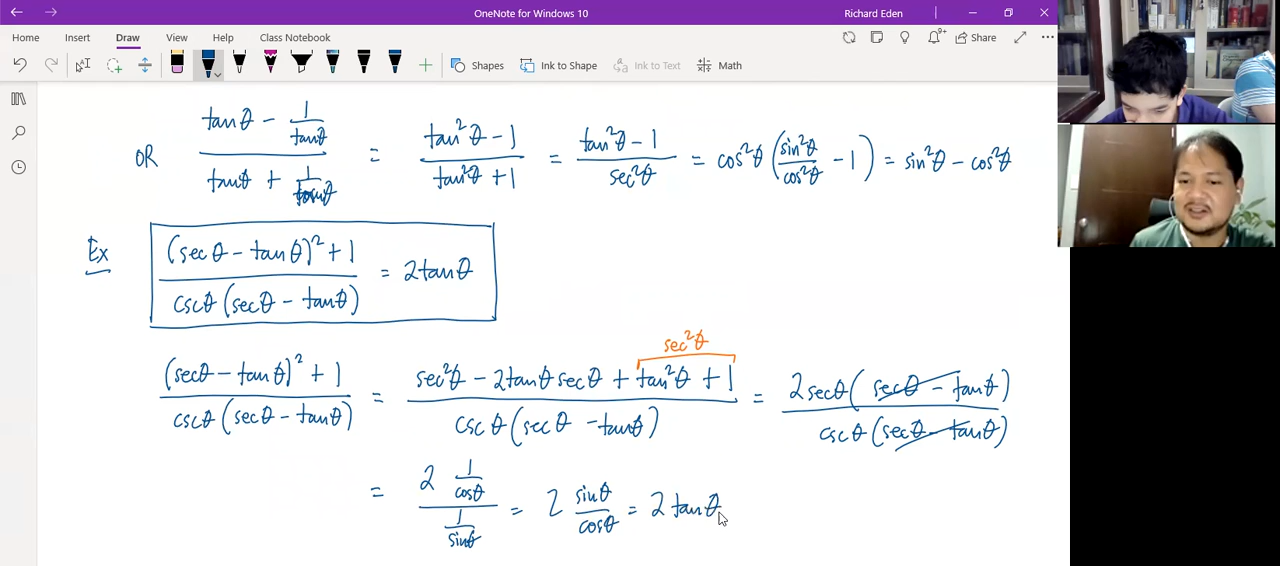 OneNote for Windows 10
Richard Eden
Home Insert Draw View History Class Notebook Share
Shapes Ink to Shape Ink to Text Math
OR (tanθ - 1/tanθ)/(tanθ + 1/tanθ) = (tan²θ - 1)/(tan²θ + 1) = (tan²θ - 1)/sec²θ = cos²θ (sin²θ/cos²θ - 1) = sin²θ - cos²θ
Ex ((secθ - tanθ)² + 1)/(cscθ (secθ - tanθ)) = 2tanθ
sec²θ
((secθ - tanθ)² + 1)/(cscθ (secθ - tanθ)) = (sec²θ - 2tanθ secθ + tan²θ + 1)/(cscθ (secθ - tanθ)) = (2secθ (secθ - tanθ))/(cscθ (secθ - tanθ))
= (2 1/cosθ)/(1/sinθ) = 2 sinθ/cosθ = 2 tanθ